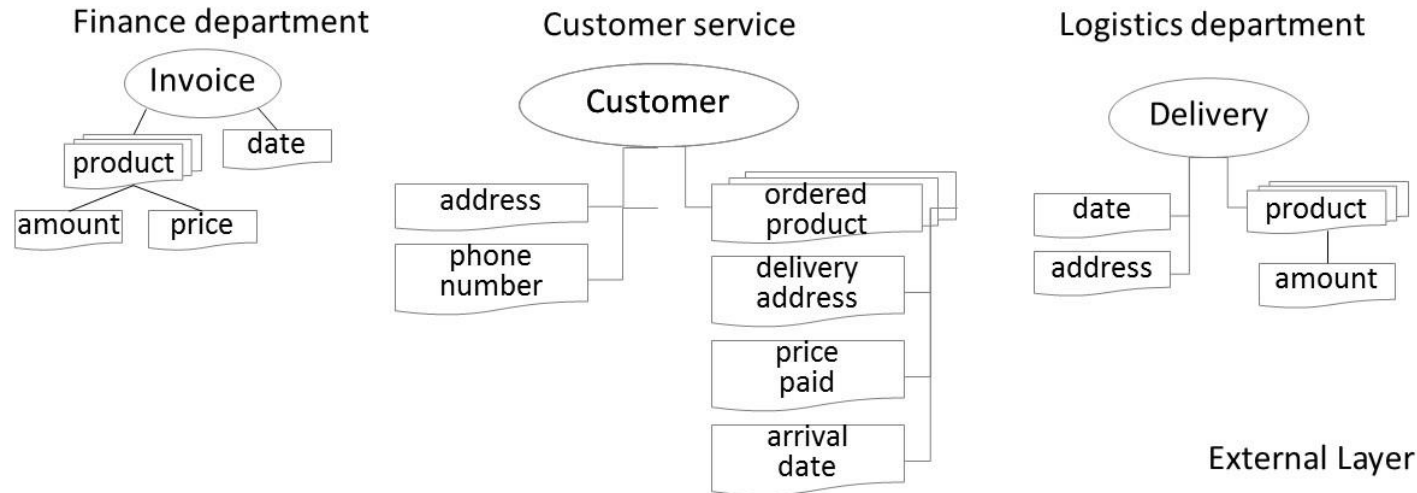 Finance department
Invoice
product
date
amount
price
Customer service
Customer
address
phone
number
ordered
product
delivery
address
price
paid
arrival
date
Logistics department
Delivery
date
address
product
amount
External Layer